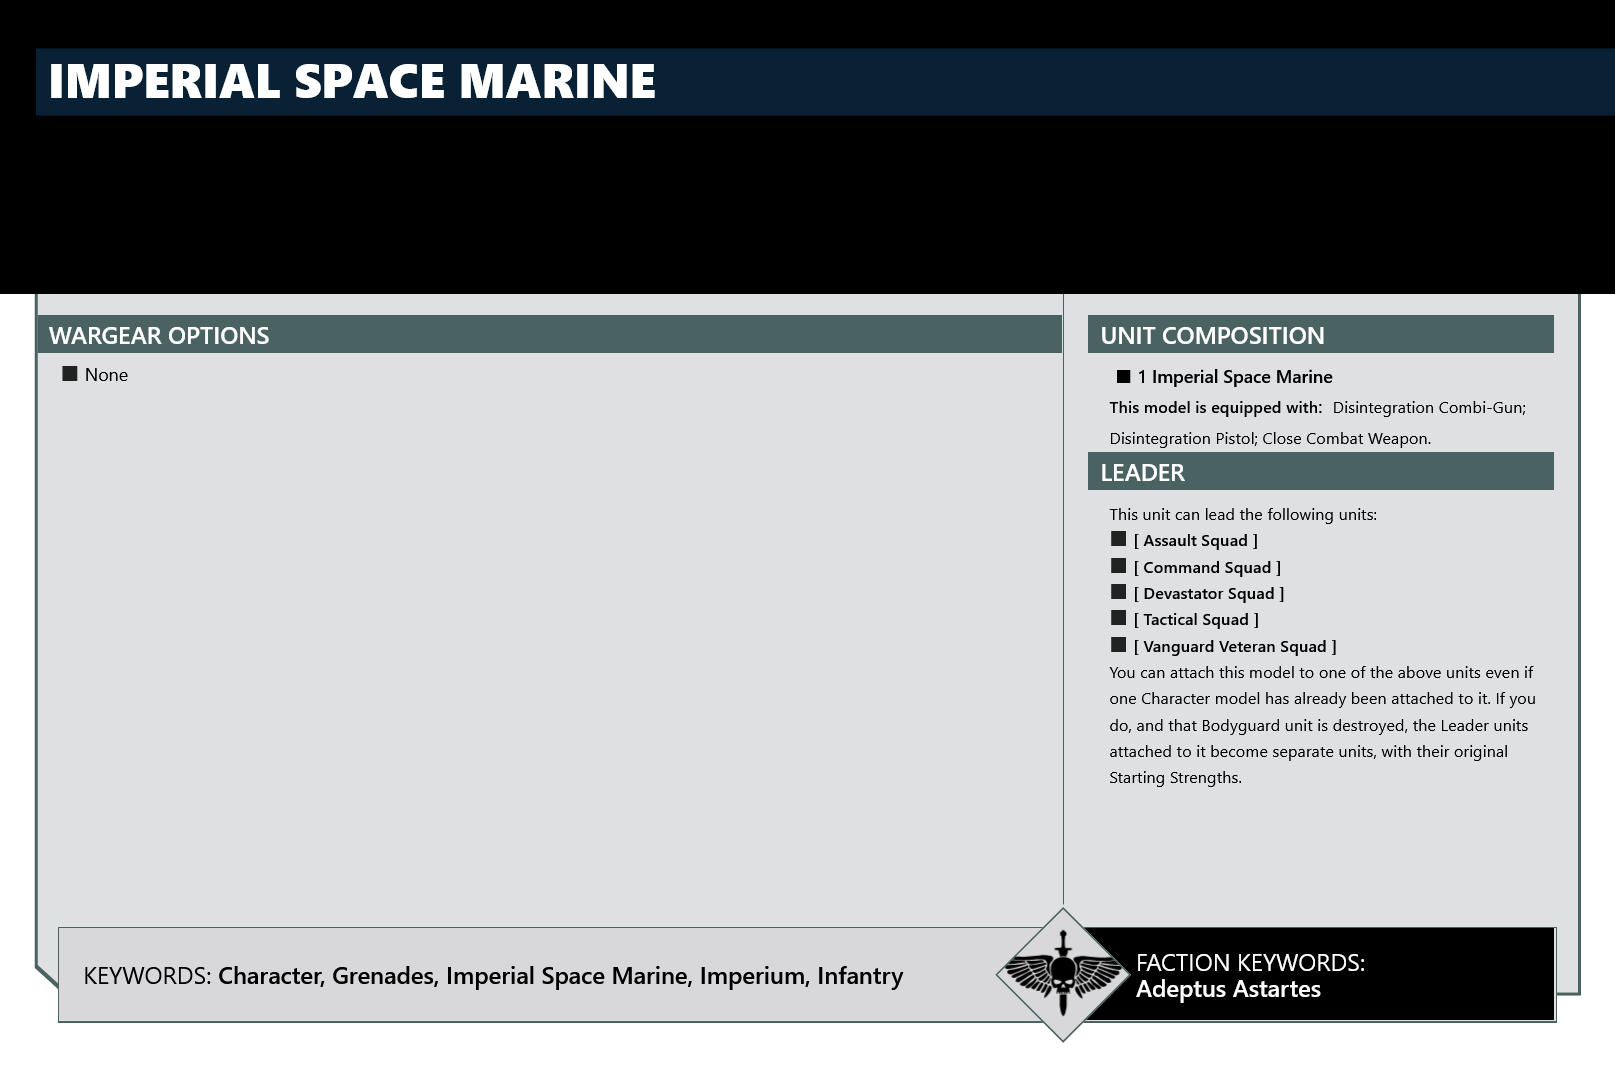 IMPERIAL SPACE MARINE
WARGEAR OPTIONS
None
UNIT COMPOSITION
1 Imperial Space Marine
This model is equipped with: Disintegration Combi-Gun;
Disintegration Pistol; Close Combat Weapon.
LEADER
This unit can lead the following units:
[ Assault Squad ]
[ Command Squad ]
[ Devastator Squad ]
[ Tactical Squad ]
[ Vanguard Veteran Squad ]
You can attach this model to one of the above units even if
one Character model has already been attached to it. If you
do, and that Bodyguard unit is destroyed, the Leader units
attached to it become separate units, with their original
Starting Strengths.
KEYWORDS: Character, Grenades, Imperial Space Marine, Imperium, Infantry
FACTION KEYWORDS:
Adeptus Astartes